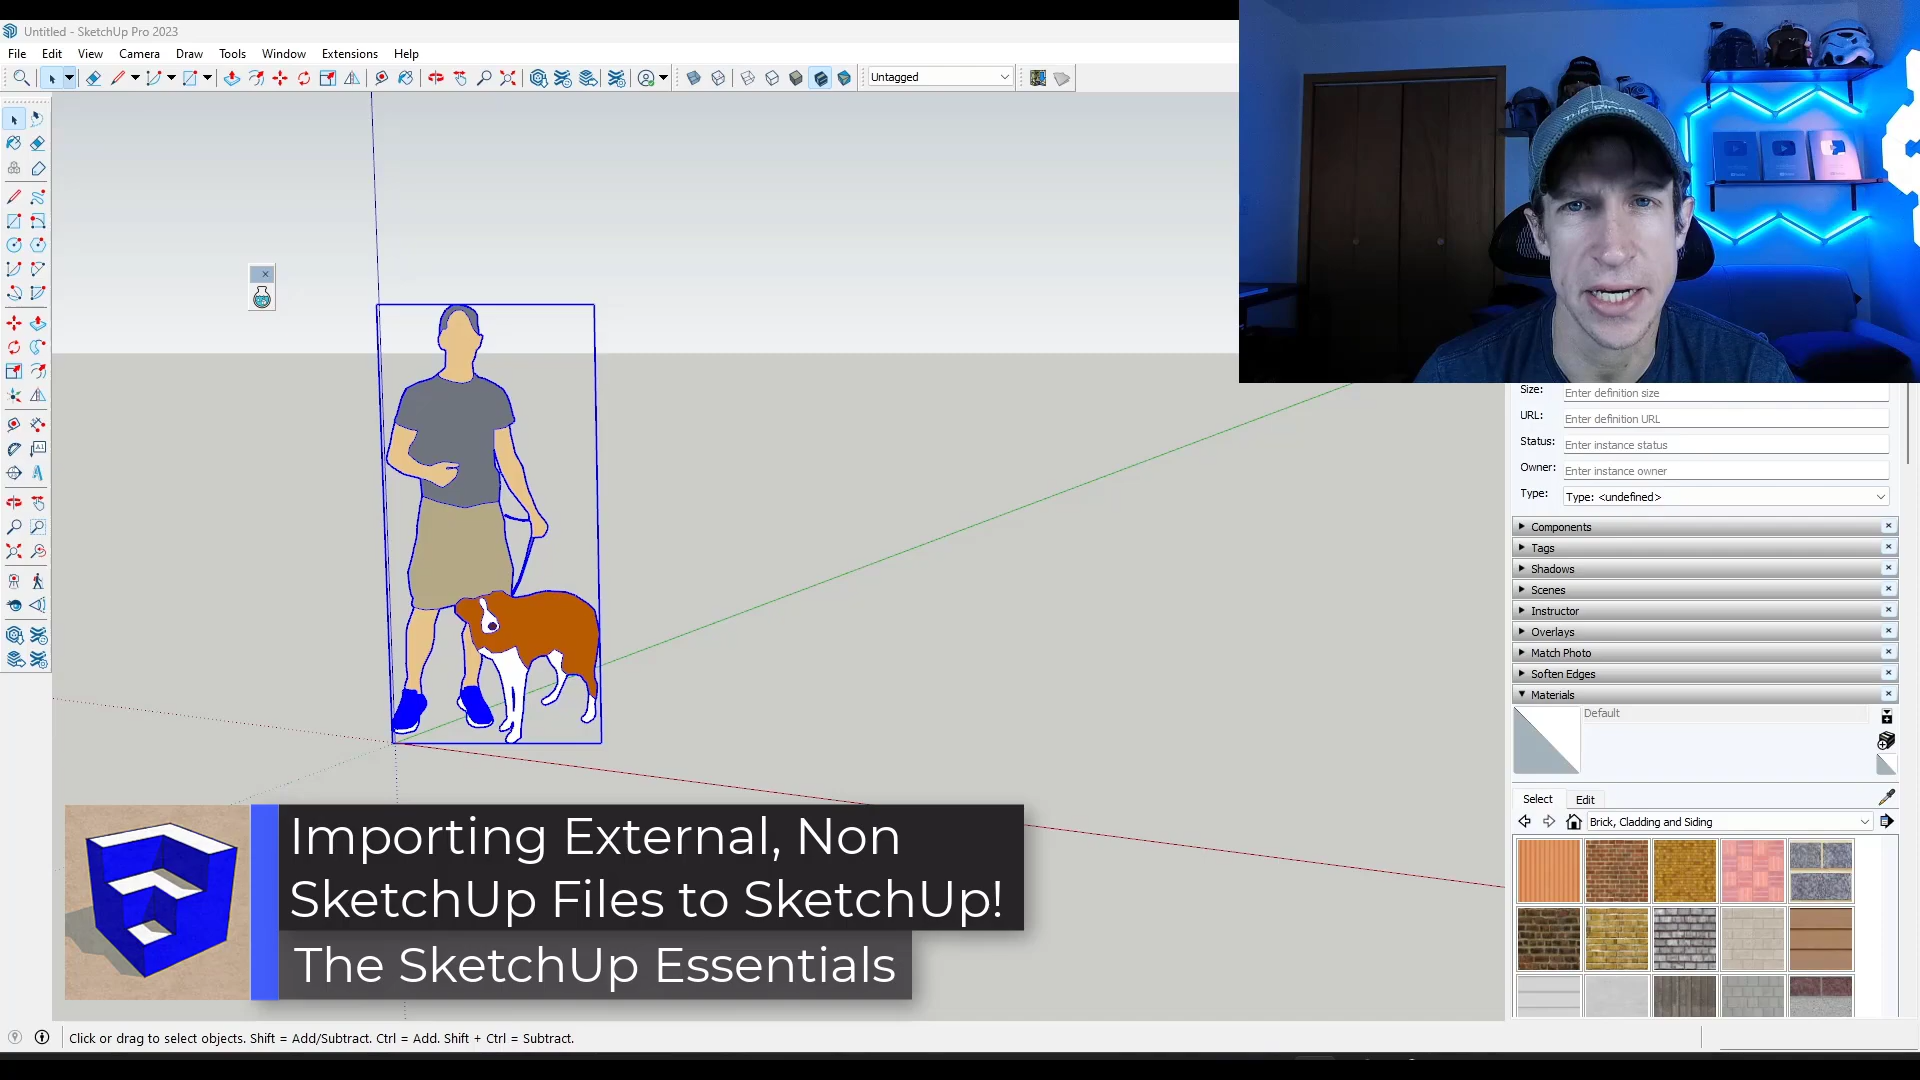 Untitled - SketchUp Pro 2023
File Edit View Camera Draw Tools Window Extensions Help
Untagged
Size: Enter definition size
URL: Enter definition URL
Status: Enter instance status
Owner: Enter instance owner
Type: Type: <undefined>
Components
Tags
Shadows
Scenes
Instructor
Overlays
Match Photo
Soften Edges
Materials
Default
Select Edit
Brick, Cladding and Siding
Importing External, Non
SketchUp Files to SketchUp!
The SketchUp Essentials
Click or drag to select objects. Shift = Add/Subtract. Ctrl = Add. Shift + Ctrl = Subtract.